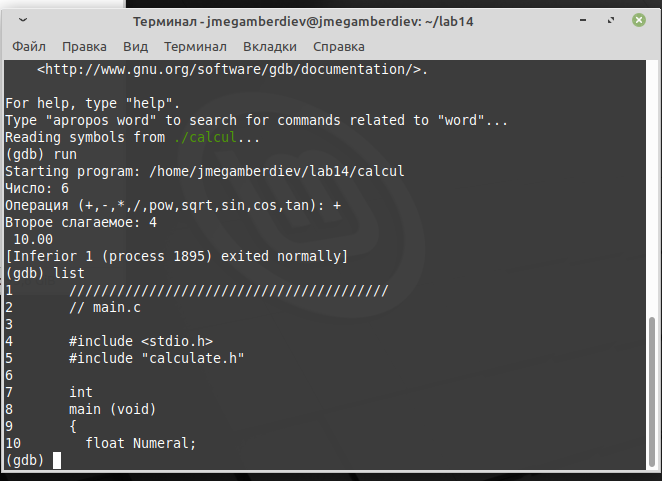 Терминал - jmegamberdiev@jmegamberdiev: ~/lab14
Файл Правка Вид Терминал Вкладки Справка
    <http://www.gnu.org/software/gdb/documentation/>.

For help, type "help".
Type "apropos word" to search for commands related to "word"...
Reading symbols from ./calcul...
(gdb) run
Starting program: /home/jmegamberdiev/lab14/calcul
Число: 6
Операция (+,-,*,/,pow,sqrt,sin,cos,tan): +
Второе слагаемое: 4
 10.00
[Inferior 1 (process 1895) exited normally]
(gdb) list
1       ////////////////////////////////////////
2       // main.c
3
4       #include <stdio.h>
5       #include "calculate.h"
6
7       int
8       main (void)
9       {
10        float Numeral;
(gdb)